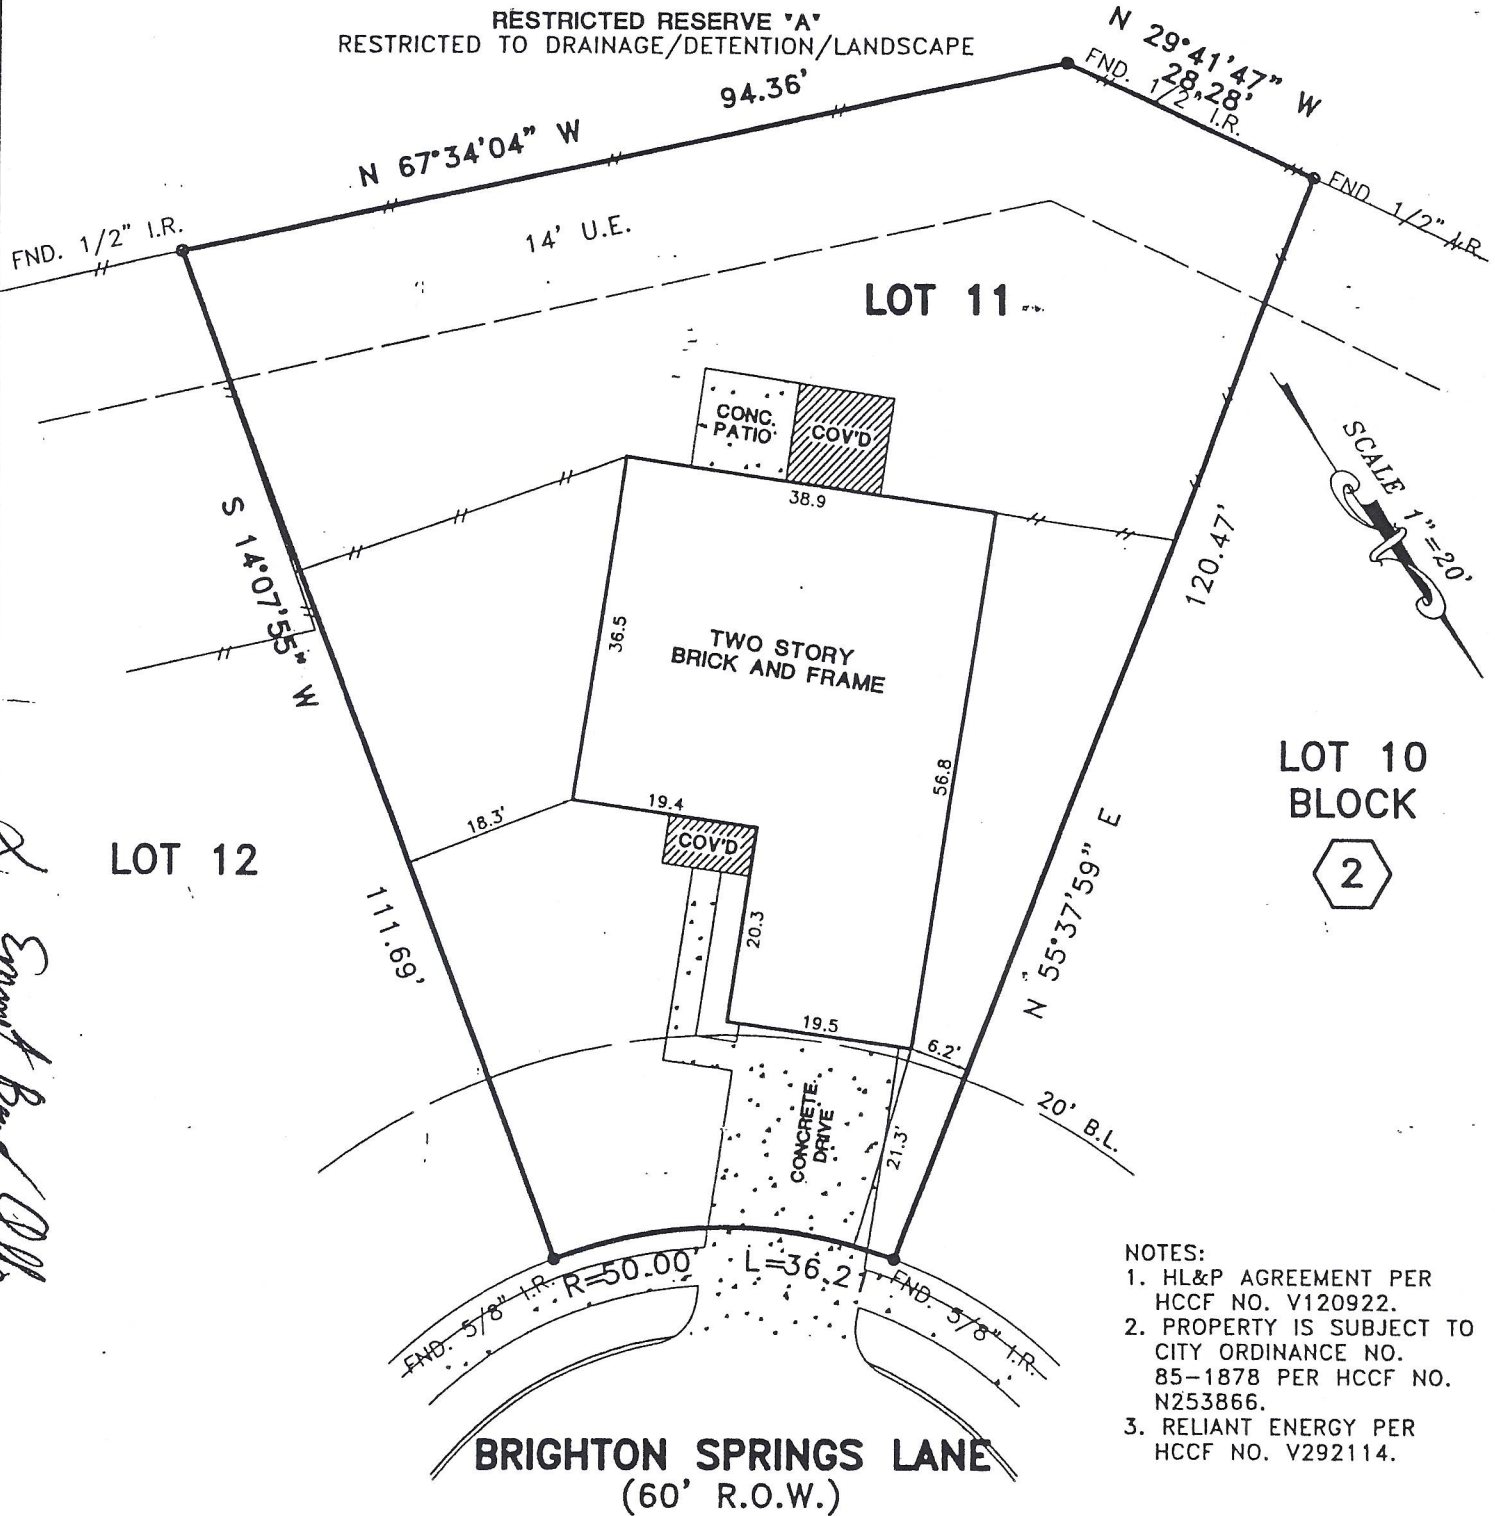 RESTRICTED RESERVE "A"
RESTRICTED TO DRAINAGE/DETENTION/LANDSCAPE
N 29°41'47" W
28.28'
FND. 1/2" I.R.
94.36'
N 67°34'04" W
FND. 1/2" I.R.
FND. 1/2" I.R.
14' U.E.
LOT 11
CONC.
PATIO
COV'D
38.9
SCALE 1"=20'
S 14°07'55" W
120.47'
36.5
TWO STORY
BRICK AND FRAME
56.8
LOT 10
BLOCK
2
19.4
18.3'
COV'D
LOT 12
111.69'
20.3
N 55°37'59" E
19.5
6.2'
20' B.L.
CONCRETE
DRIVE
21.3'
FND. 5/8" I.R.
R=50.00'
L=36.21'
FND. 5/8" I.R.
NOTES:
1. HL&P AGREEMENT PER
HCCF NO. V120922.
2. PROPERTY IS SUBJECT TO
CITY ORDINANCE NO.
85-1878 PER HCCF NO.
N253866.
3. RELIANT ENERGY PER
HCCF NO. V292114.
BRIGHTON SPRINGS LANE
(60' R.O.W.)